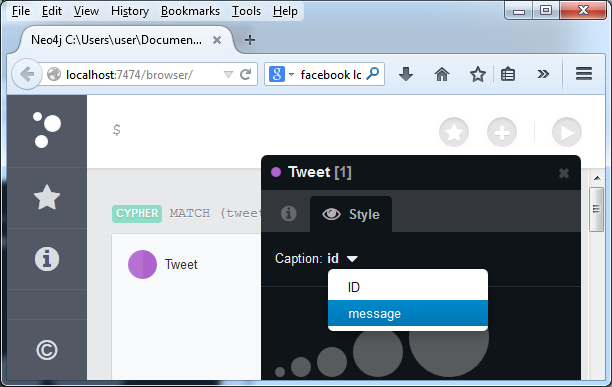 File Edit View History Bookmarks Tools Help
Neo4j C:\Users\user\Documen...
localhost:7474/browser/
facebook lo
$
Tweet [1]
Style
CYPHER MATCH (tweet
Tweet
Caption: id
ID
message